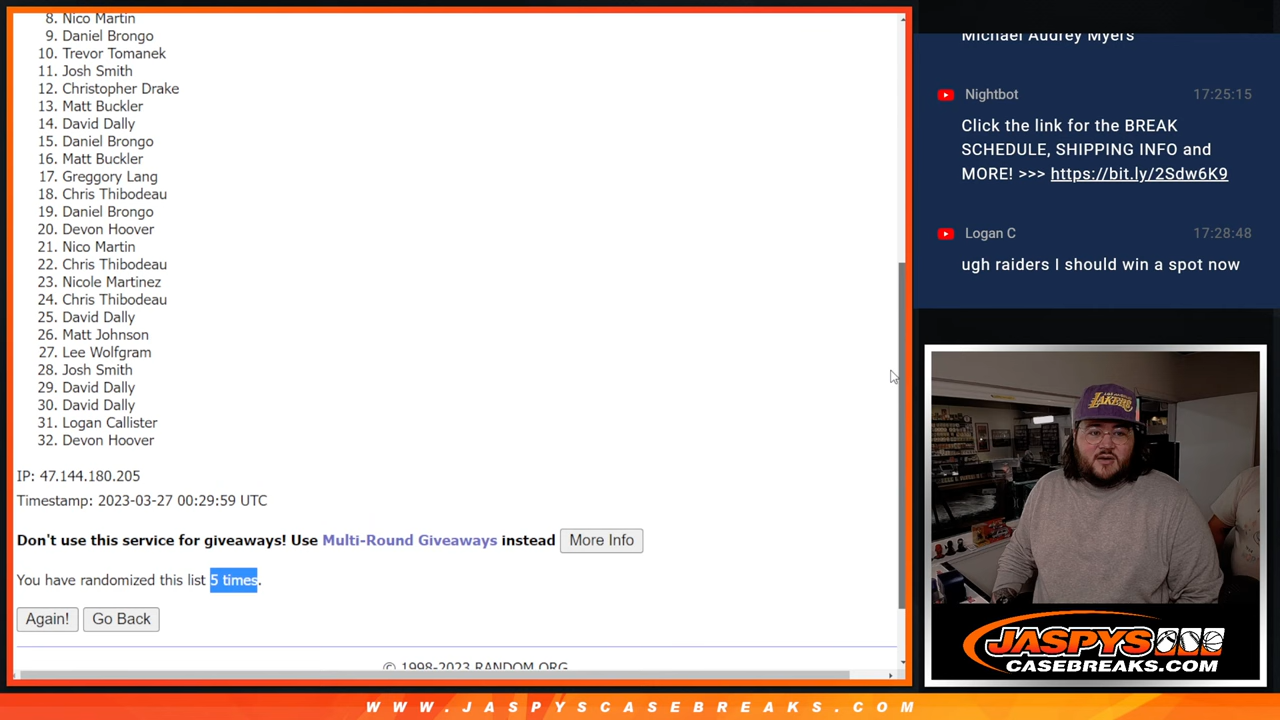 8. Nico Martin
9. Daniel Brongo
10. Trevor Tomanek
11. Josh Smith
12. Christopher Drake
13. Matt Buckler
14. David Dally
15. Daniel Brongo
16. Matt Buckler
17. Greggory Lang
18. Chris Thibodeau
19. Daniel Brongo
20. Devon Hoover
21. Nico Martin
22. Chris Thibodeau
23. Nicole Martinez
24. Chris Thibodeau
25. David Dally
26. Matt Johnson
27. Lee Wolfgram
28. Josh Smith
29. David Dally
30. David Dally
31. Logan Callister
32. Devon Hoover
IP: 47.144.180.205
Timestamp: 2023-03-27 00:29:59 UTC
Don't use this service for giveaways! Use Multi-Round Giveaways instead More Info
You have randomized this list 5 times.
Again! Go Back
© 1998-2023 RANDOM.ORG
Michael Audrey Myers
Nightbot 17:25:15
Click the link for the BREAK
SCHEDULE, SHIPPING INFO and
MORE! >>> https://bit.ly/2Sdw6K9
Logan C 17:28:48
ugh raiders I should win a spot now
LAKERS
JASPYS
CASEBREAKS.COM
WWW.JASPYSCASEBREAKS.COM